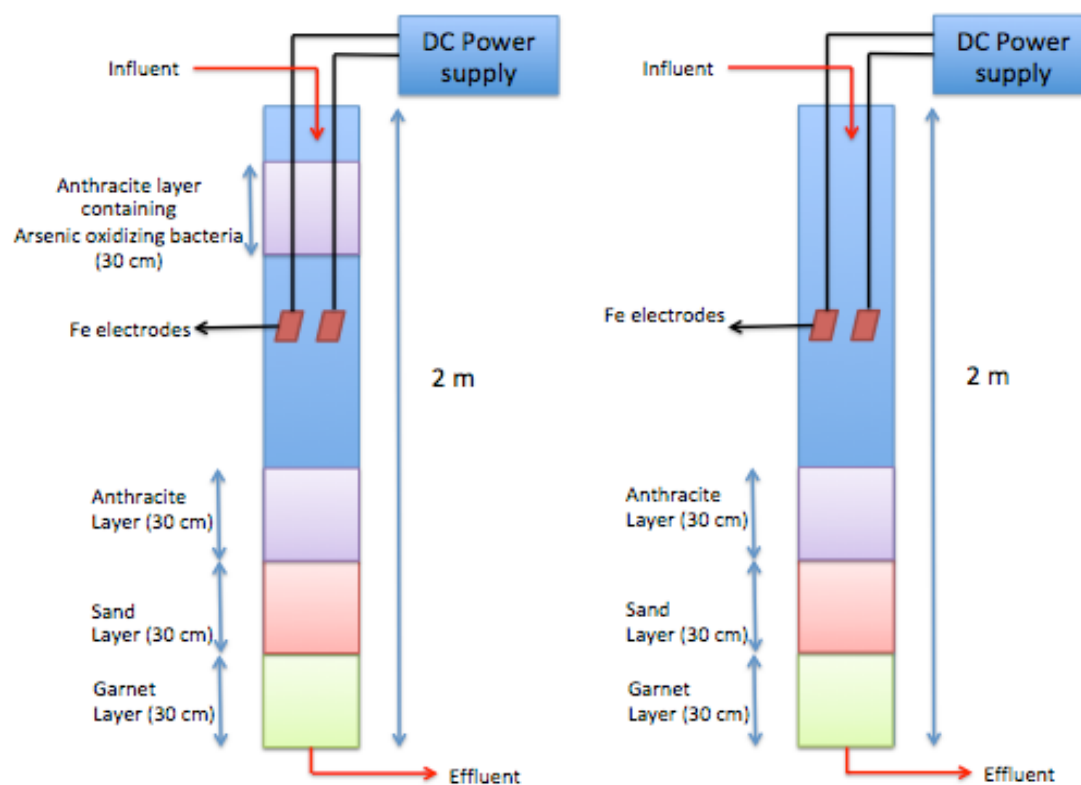 DC Power
supply
Influent
Anthracite layer
containing
Arsenic oxidizing bacteria
(30 cm)
Fe electrodes
2 m
Anthracite
Layer (30 cm)
Sand
Layer (30 cm)
Garnet
Layer (30 cm)
Effluent
DC Power
supply
Influent
Fe electrodes
2 m
Anthracite
Layer (30 cm)
Sand
Layer (30 cm)
Garnet
Layer (30 cm)
Effluent